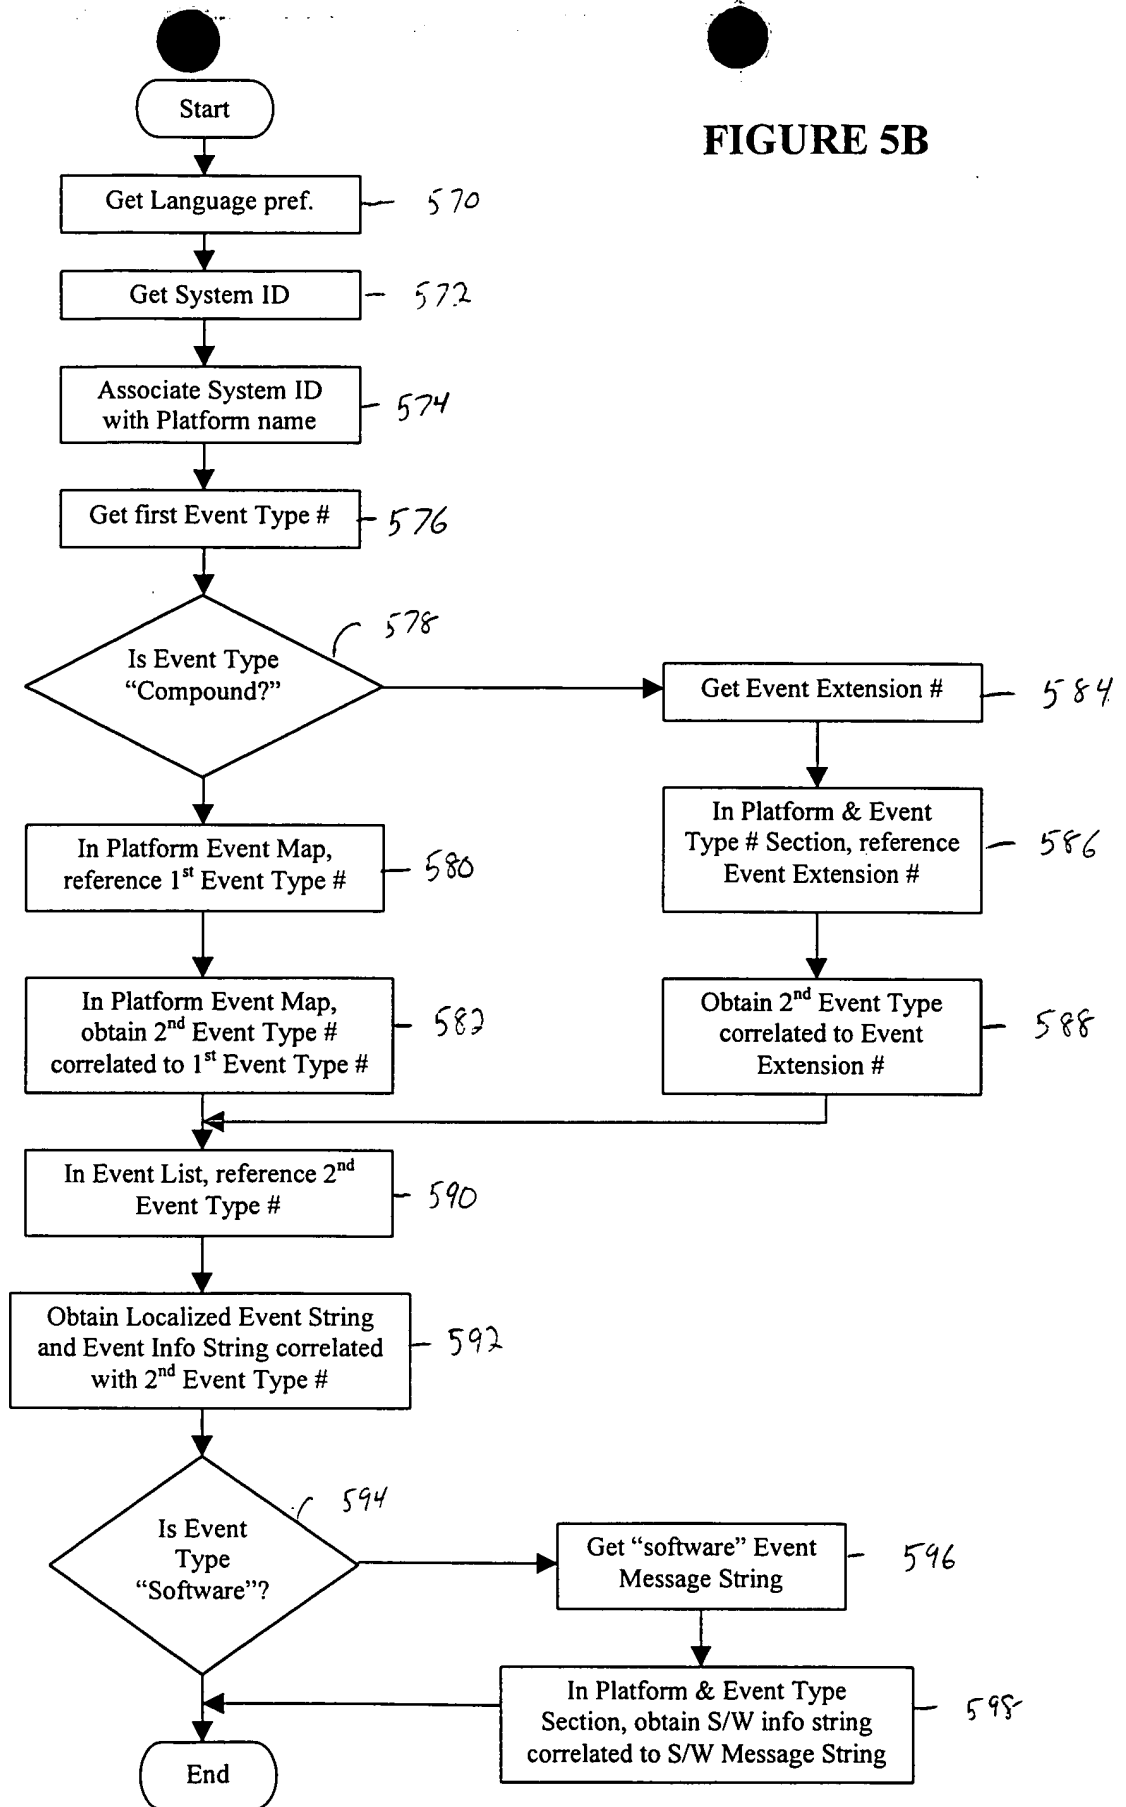 Start
FIGURE 5B
Get Language pref.
570
Get System ID
572
Associate System ID
with Platform name
574
Get first Event Type #
576
578
Is Event Type
“Compound?”
Get Event Extension #
584
In Platform Event Map,
reference 1st Event Type #
580
In Platform & Event
Type # Section, reference
Event Extension #
586
In Platform Event Map,
obtain 2nd Event Type #
correlated to 1st Event Type #
582
Obtain 2nd Event Type
correlated to Event
Extension #
588
In Event List, reference 2nd
Event Type #
590
Obtain Localized Event String
and Event Info String correlated
with 2nd Event Type #
592
594
Is Event
Type
“Software”?
Get “software” Event
Message String
596
In Platform & Event Type
Section, obtain S/W info string
correlated to S/W Message String
598
End